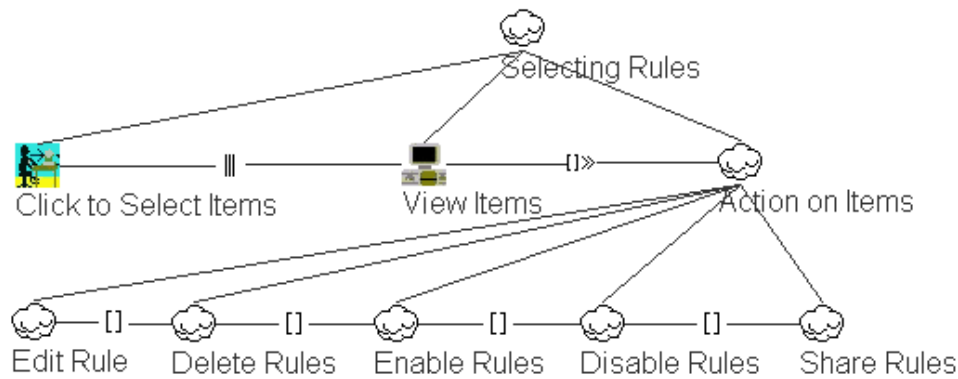 Selecting Rules
||| []»
Click to Select Items View Items Action on Items
[] [] [] []
Edit Rule Delete Rules Enable Rules Disable Rules Share Rules